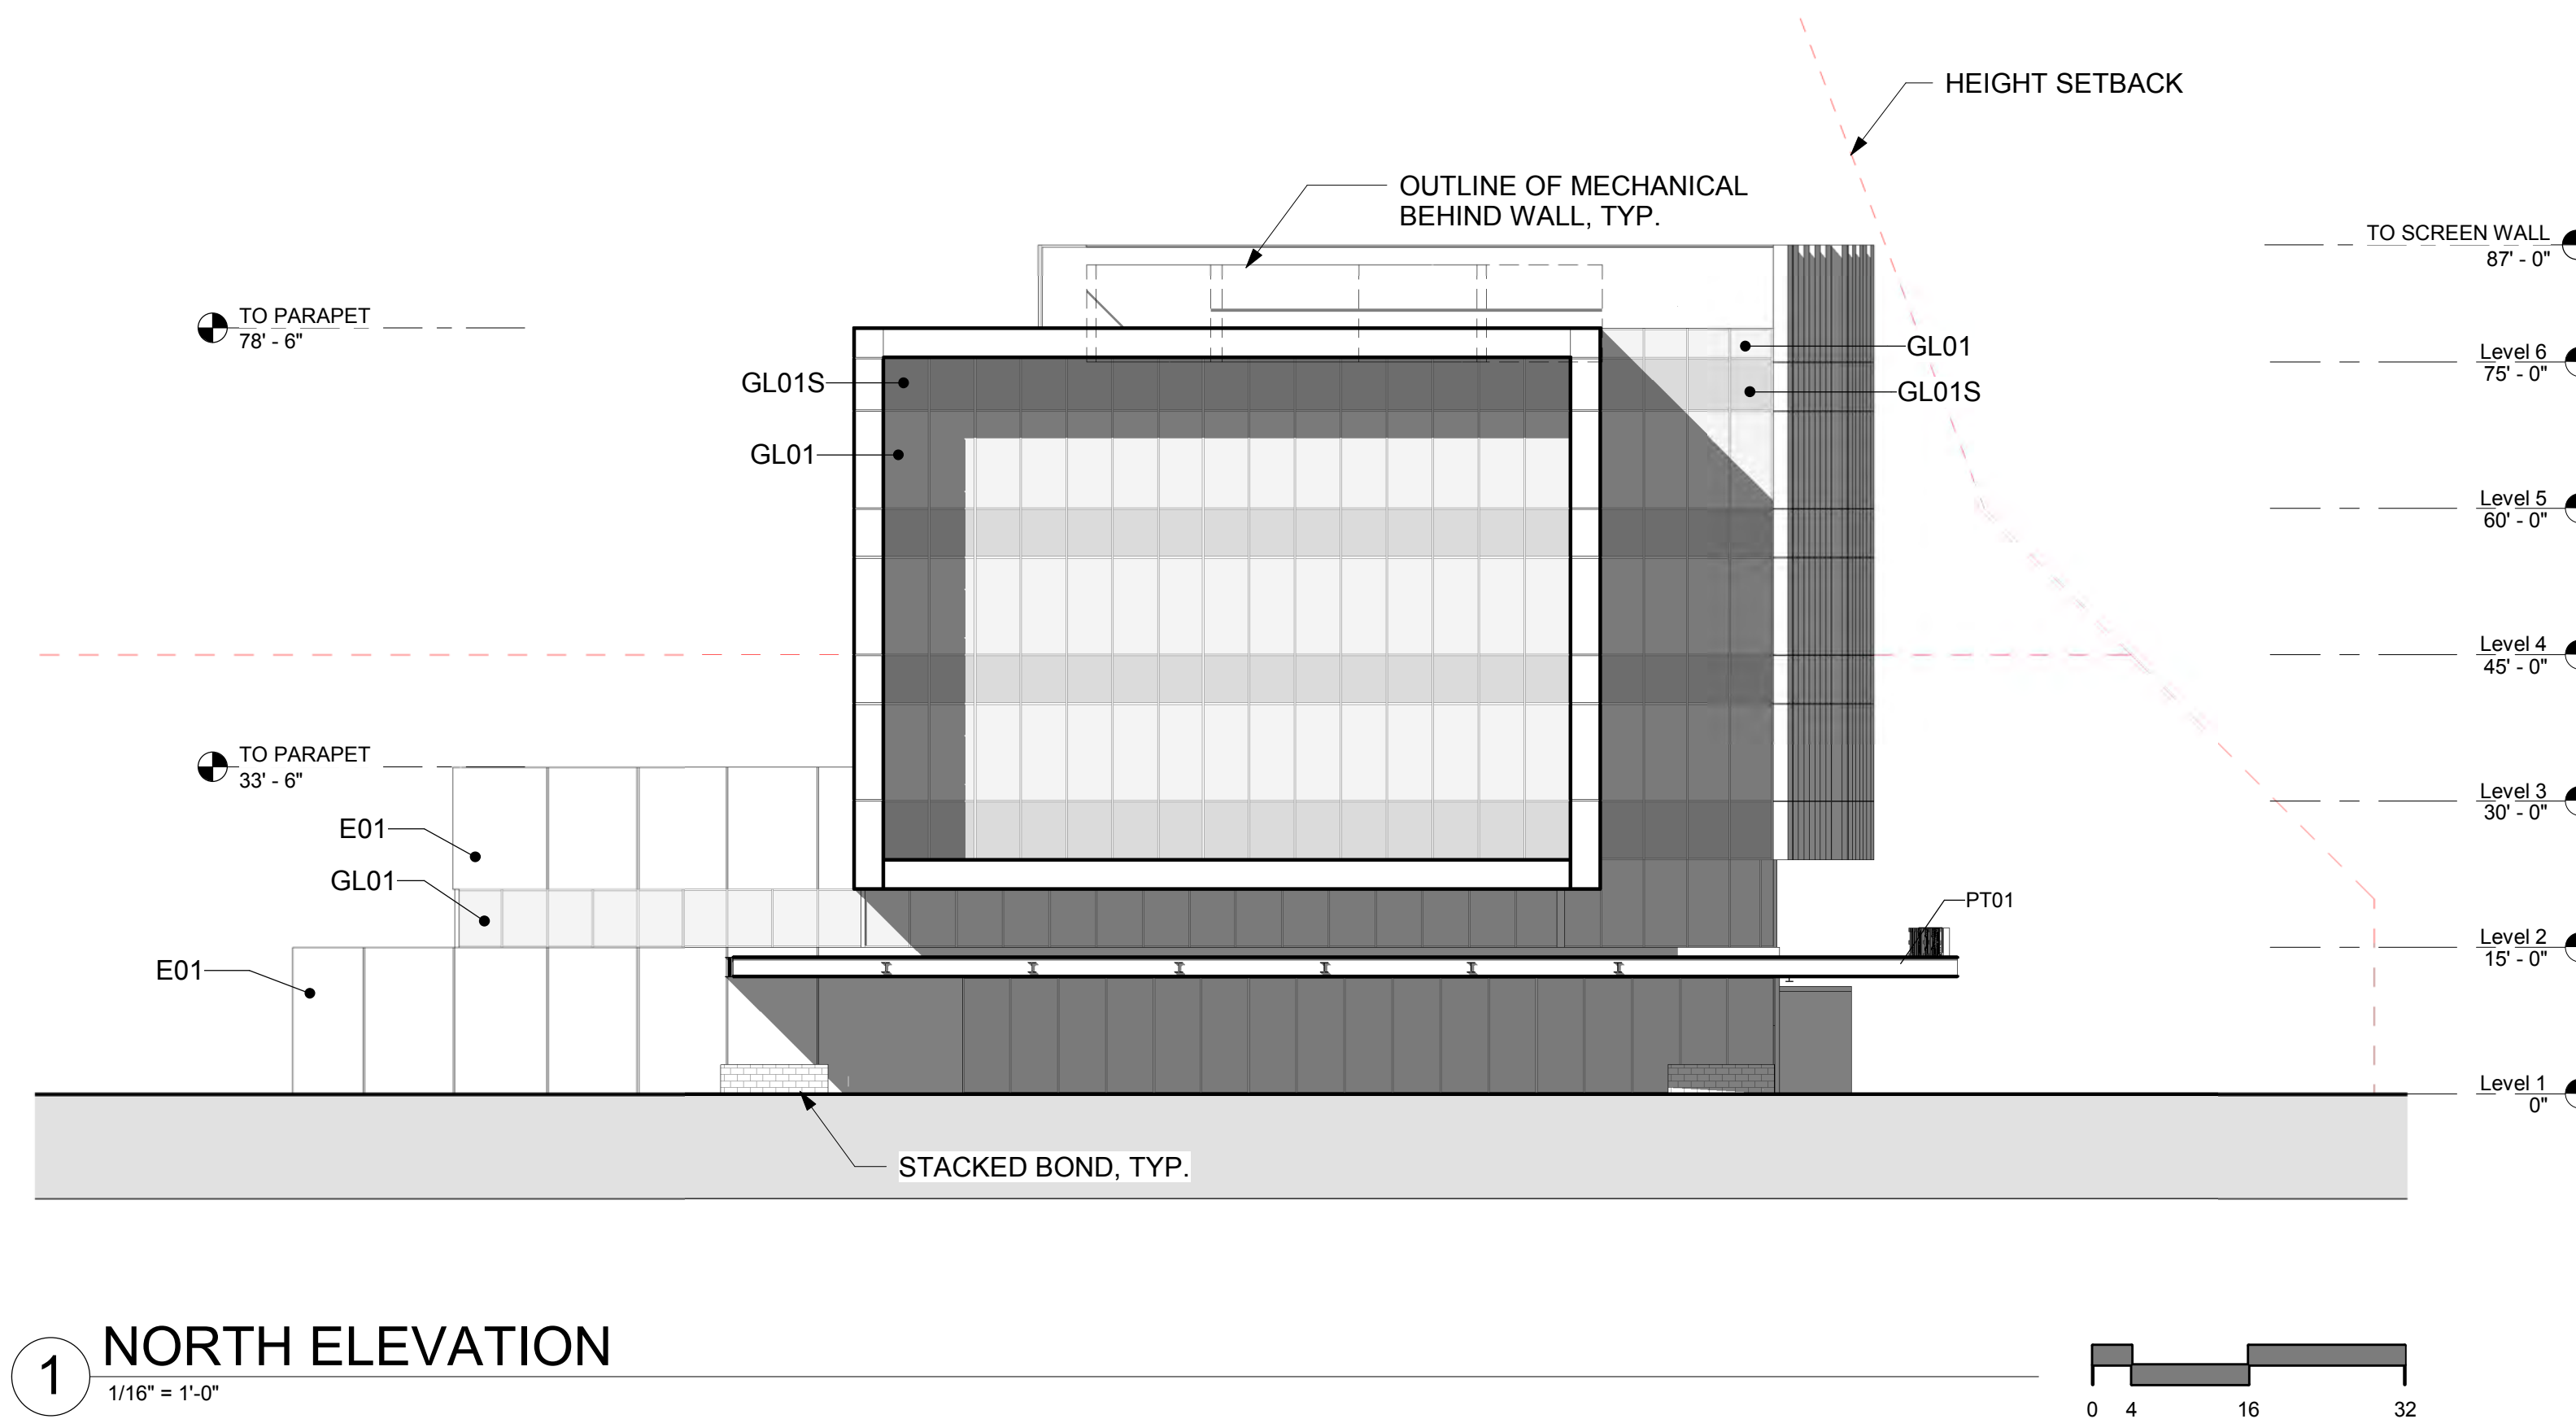 HEIGHT SETBACK
OUTLINE OF MECHANICAL
BEHIND WALL, TYP.
TO SCREEN WALL
87' - 0"
TO PARAPET
78' - 6"
GL01
Level 6
75' - 0"
GL01S
GL01S
GL01
Level 5
60' - 0"
Level 4
45' - 0"
TO PARAPET
33' - 6"
Level 3
30' - 0"
E01
GL01
PT01
Level 2
15' - 0"
E01
Level 1
0"
STACKED BOND, TYP.
1
NORTH ELEVATION
1/16" = 1'-0"
0 4 16 32